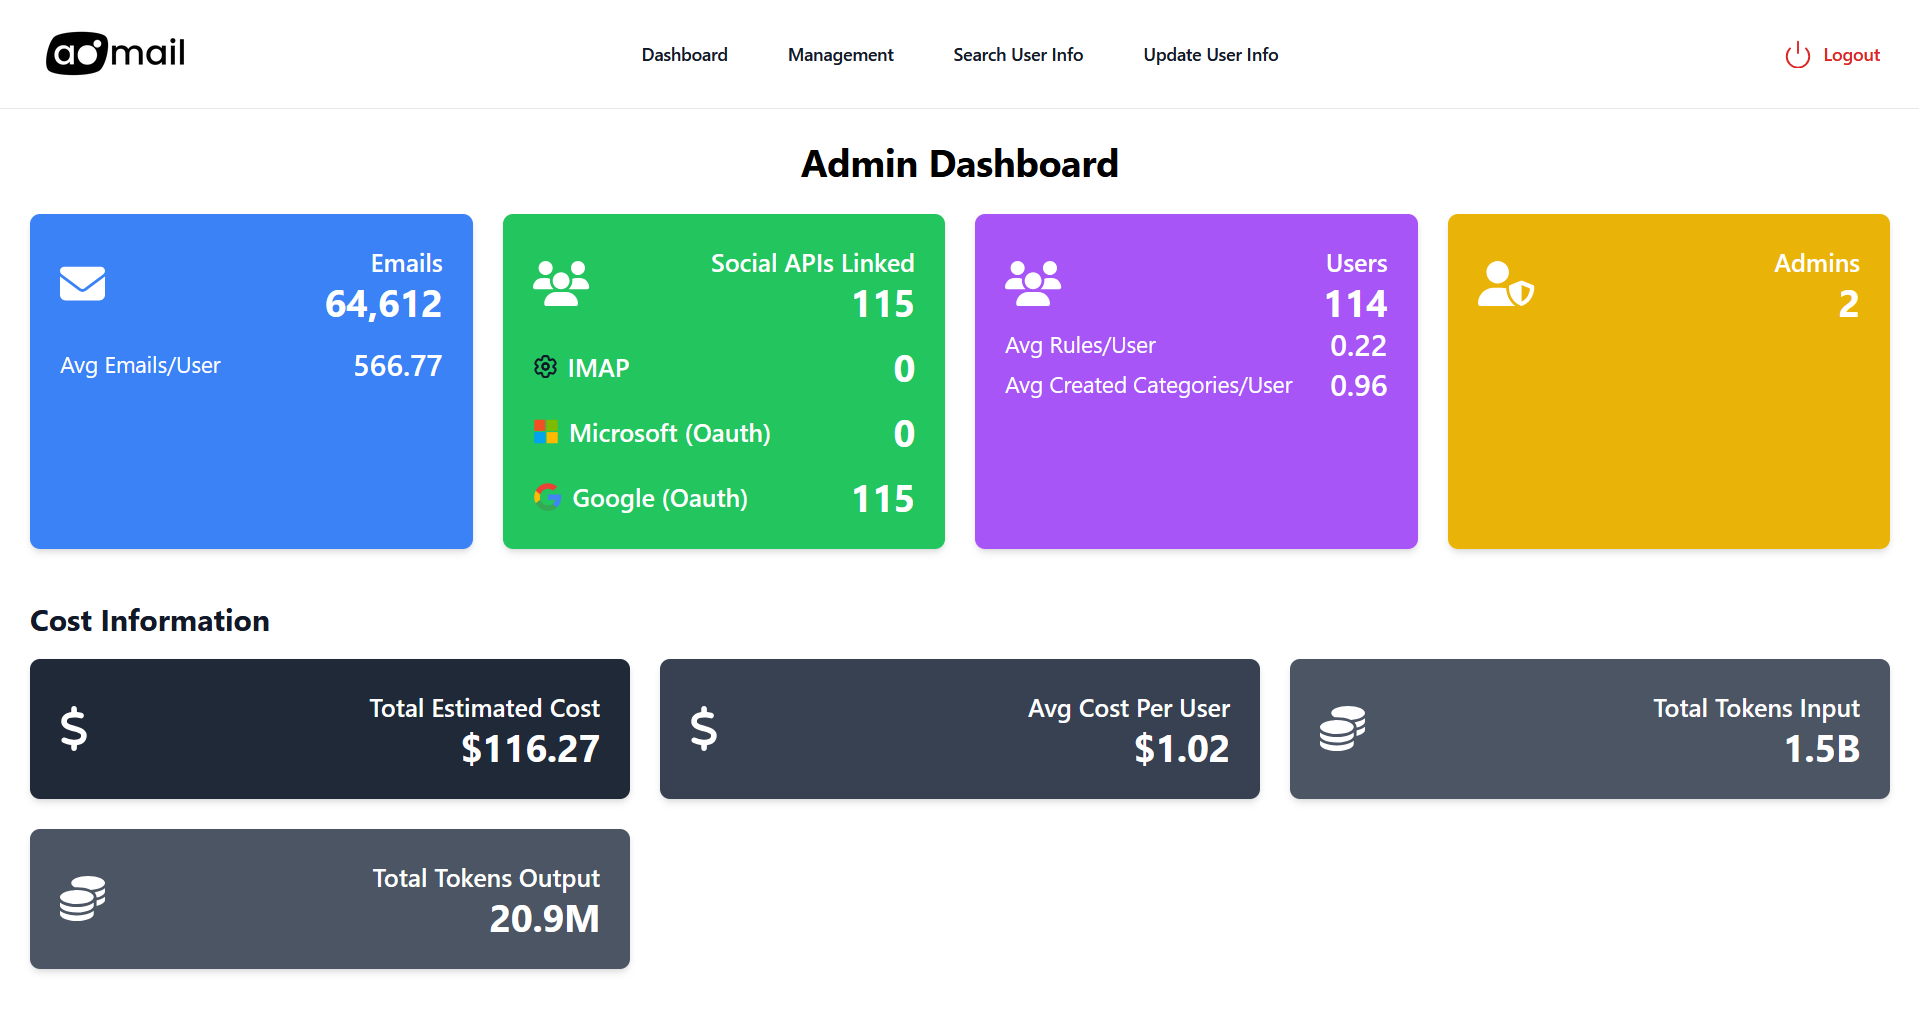 aomail
Dashboard
Management
Search User Info
Update User Info
Logout
Admin Dashboard
Emails
64,612
Avg Emails/User 566.77
Social APIs Linked
115
IMAP 0
Microsoft (Oauth) 0
Google (Oauth) 115
Users
114
Avg Rules/User 0.22
Avg Created Categories/User 0.96
Admins
2
Cost Information
Total Estimated Cost
$116.27
Avg Cost Per User
$1.02
Total Tokens Input
1.5B
Total Tokens Output
20.9M